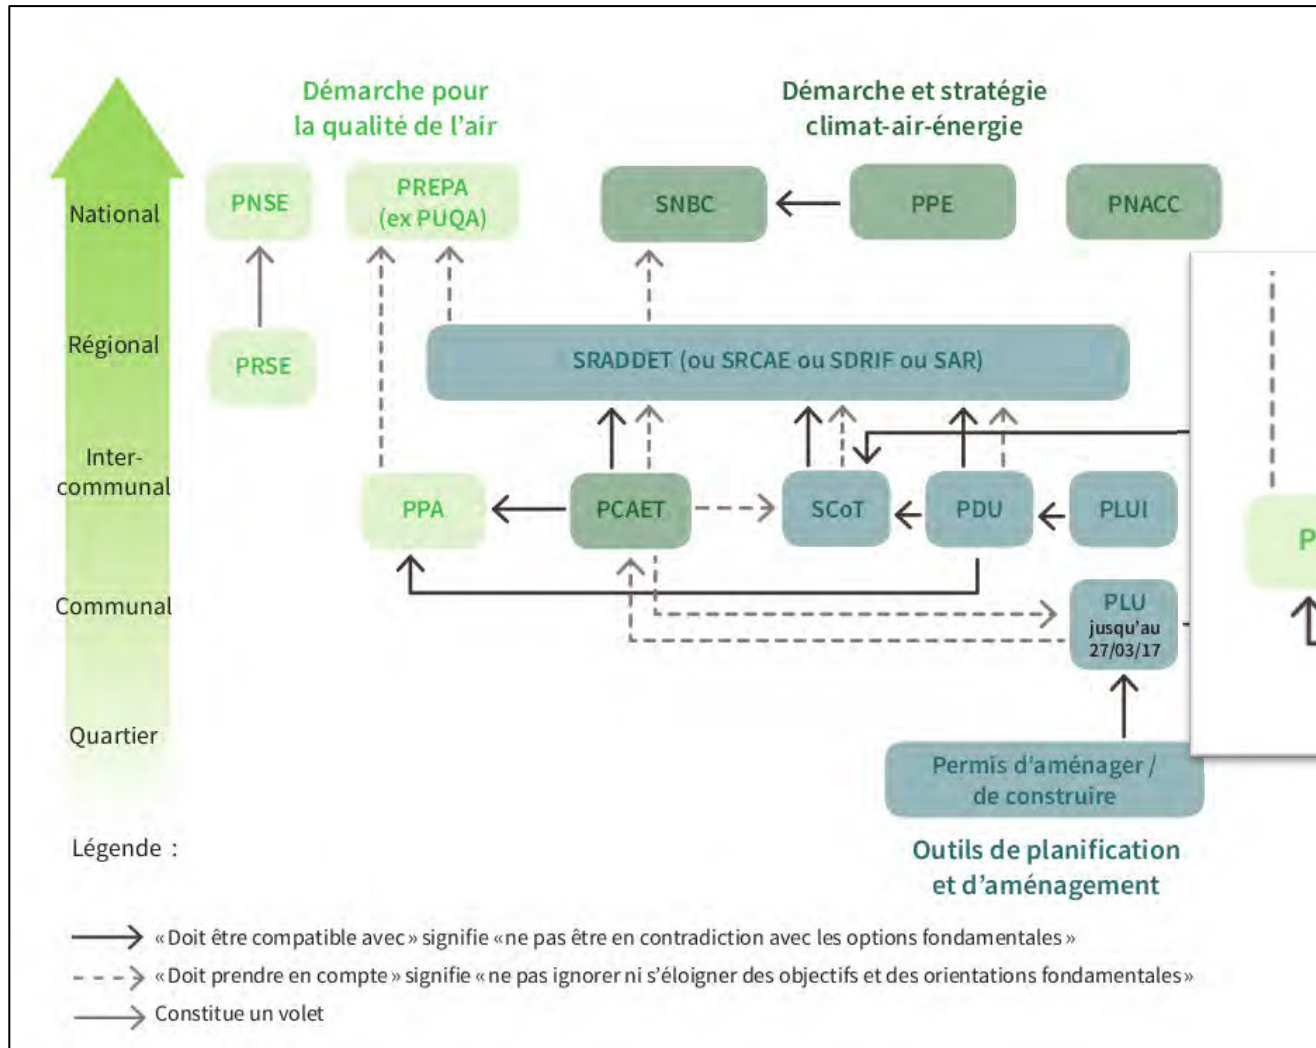 Démarche pour
la qualité de l'air
Démarche et stratégie
climat-air-énergie
National
PNSE
PREPA
(ex PUQA)
SNBC
PPE
PNACC
Régional
PRSE
SRADDET (ou SRCAE ou SDRIF ou SAR)
Inter-
communal
PPA
PCAET
SCoT
PDU
PLUI
P
Communal
PLU
jusqu'au
27/03/17
Quartier
Permis d'aménager /
de construire
Légende :
Outils de planification
et d'aménagement
«Doit être compatible avec» signifie «ne pas être en contradiction avec les options fondamentales»
«Doit prendre en compte» signifie «ne pas ignorer ni s'éloigner des objectifs et des orientations fondamentales»
Constitue un volet